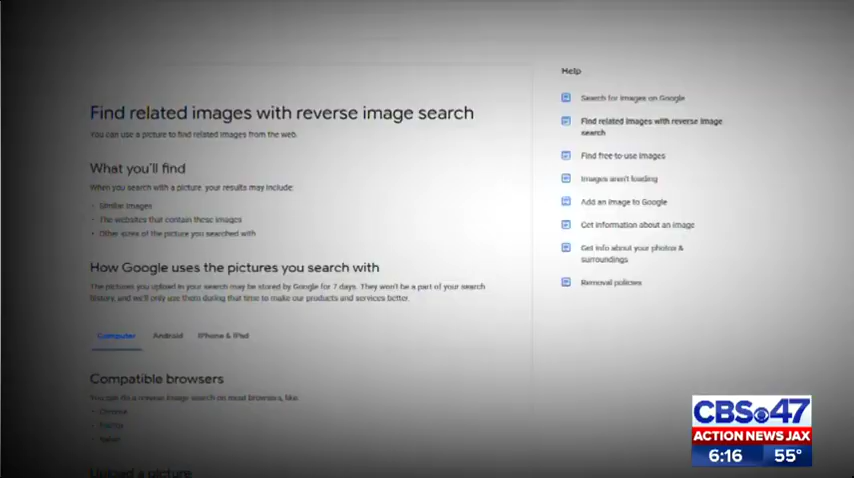 Find related images with reverse image search
You can use a picture to find related images from the web.
What you'll find
When you search with a picture, your results may include:
Similar images
The websites that contain these images
Other sizes of the picture you searched with
How Google uses the pictures you search with
The pictures you upload in your search may be stored by Google for 7 days. They won't be a part of your search
history, and we'll only use them during that time to make our products and services better.
Computer Android iPhone & iPad
Compatible browsers
You can do a reverse image search on most browsers, like:
Chrome
Firefox
Safari
Upload a picture
Help
Search for images on Google
Find related images with reverse image
search
Find free-to-use images
Images aren't loading
Add an image to Google
Get information about an image
Get info about your photos &
surroundings
Removal policies
CBS 47
ACTION NEWS JAX
6:16 55°